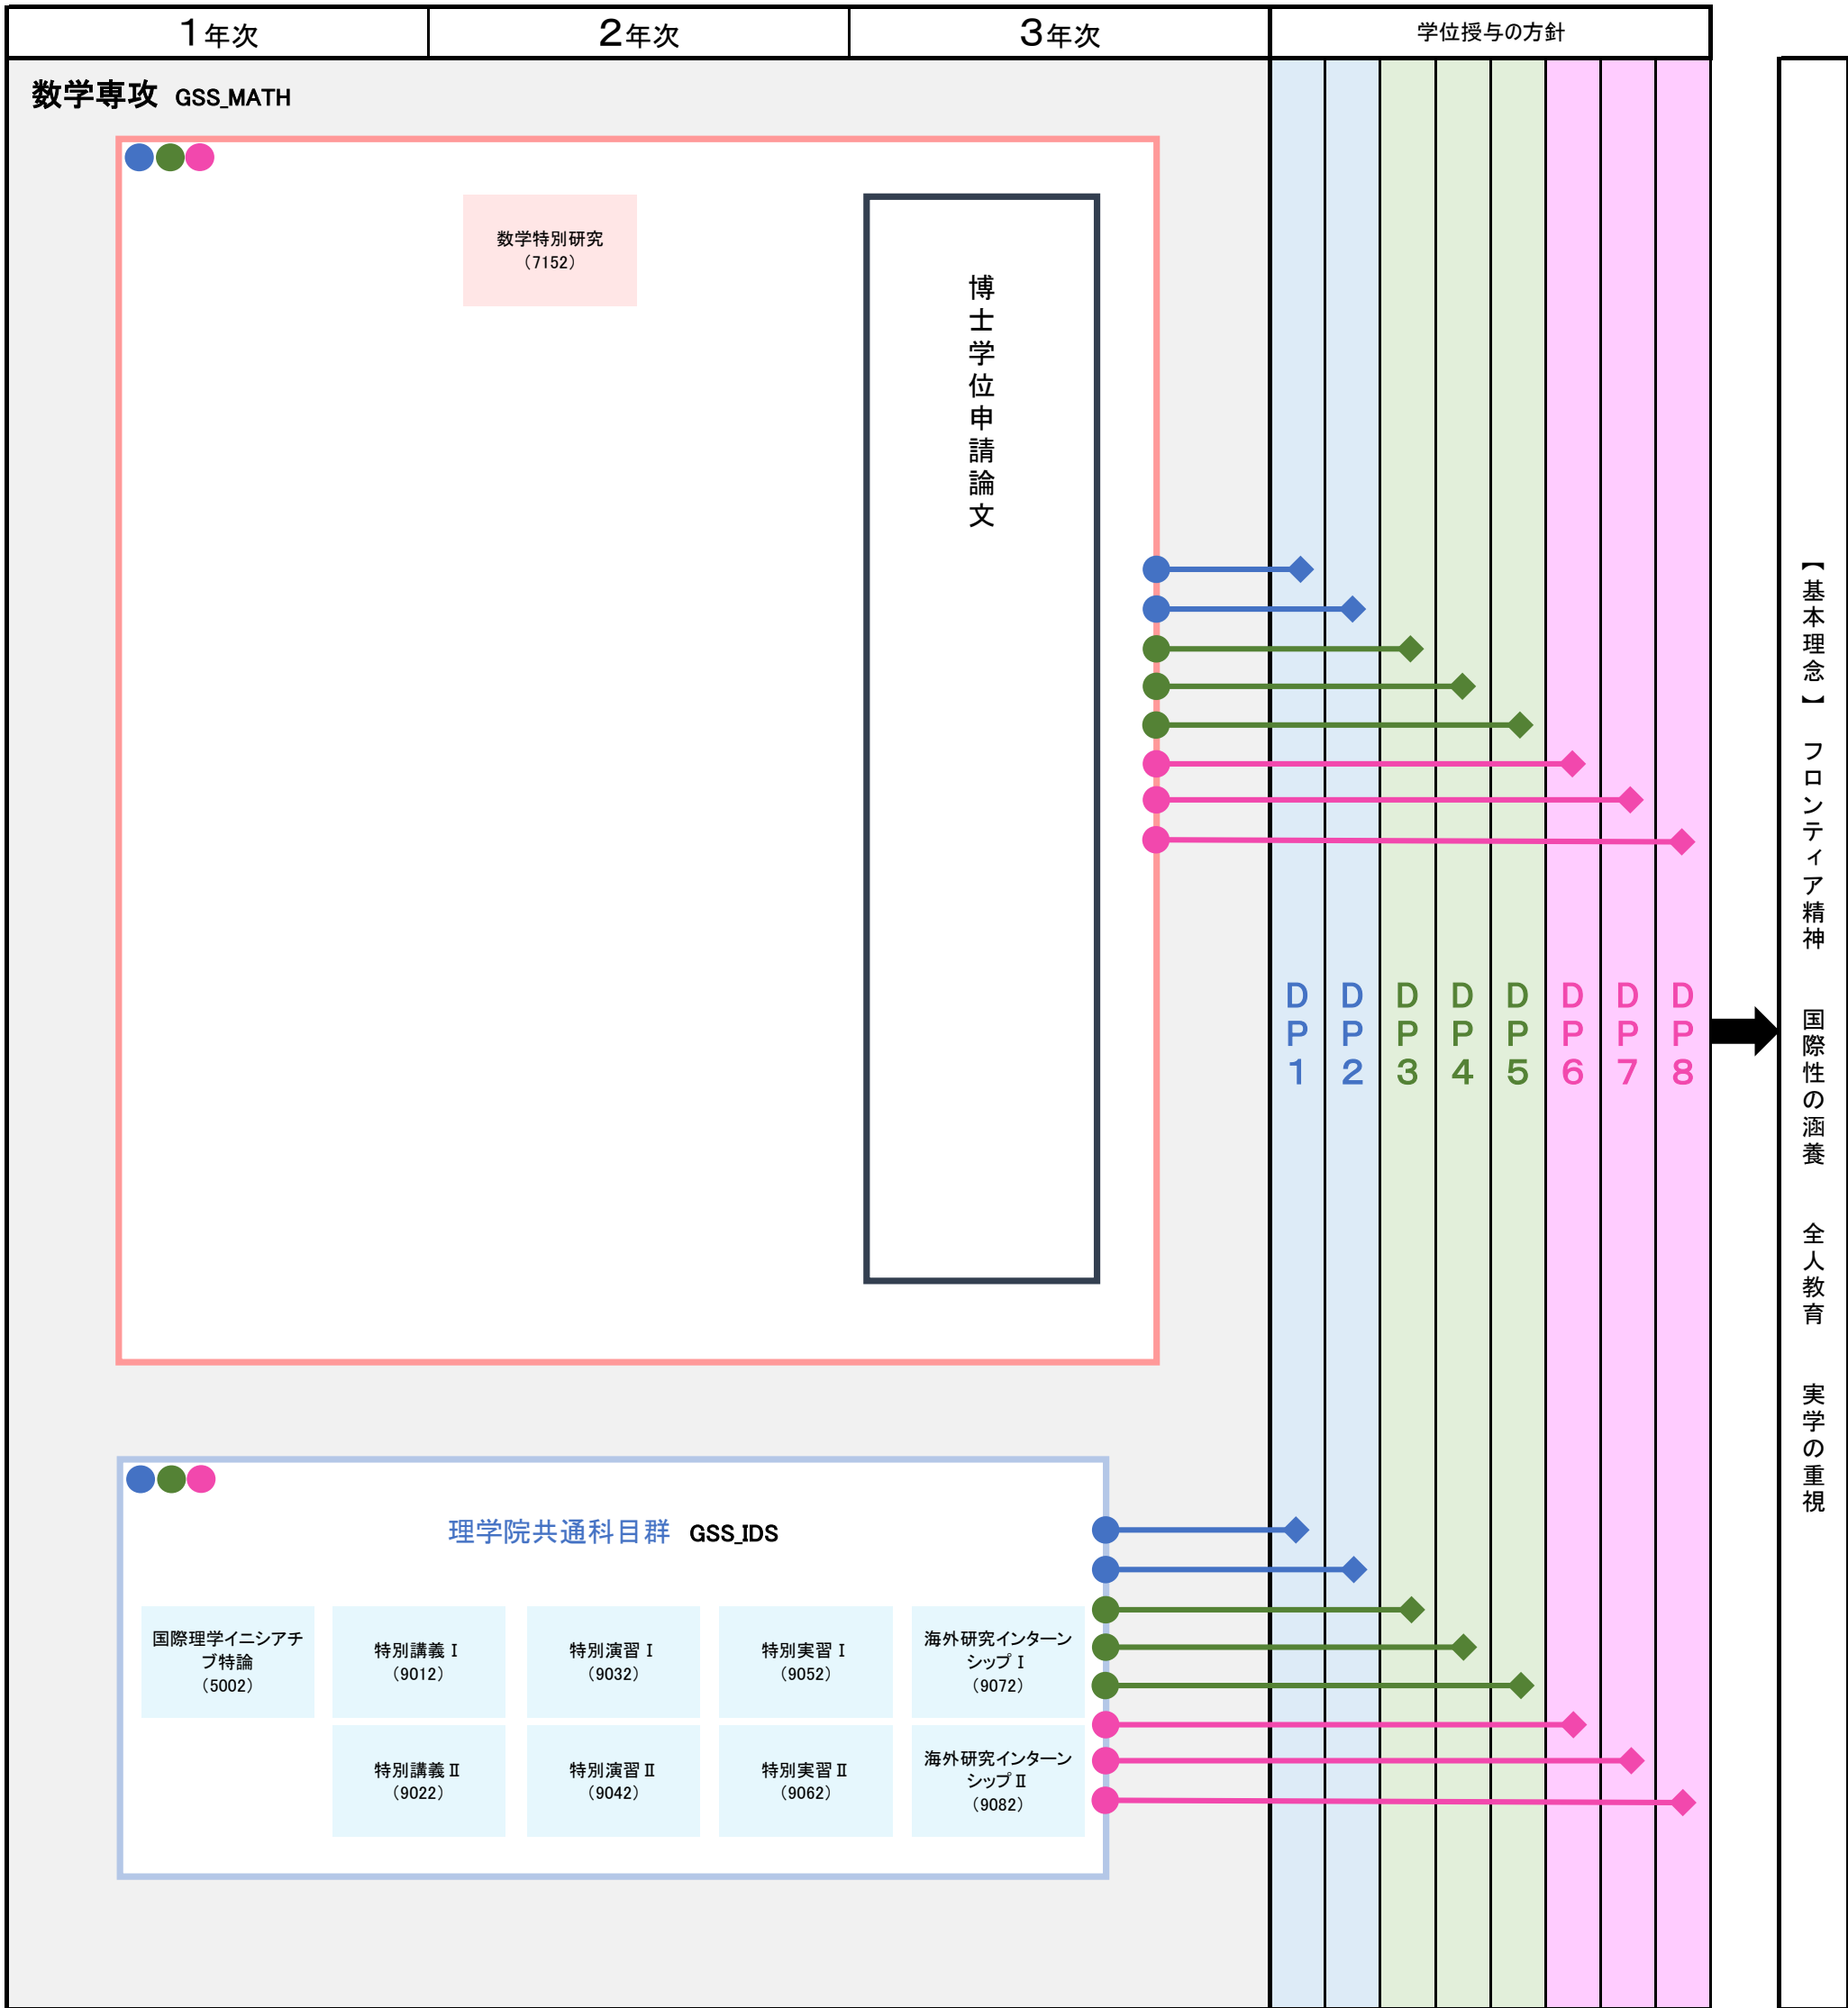 1年次
2年次
3年次
学位授与の方針
数学専攻 GSS_MATH
数学特別研究
（7152）
博士学位申請論文
DP1
DP2
DP3
DP4
DP5
DP6
DP7
DP8
【基本理念】 フロンティア精神 国際性の涵養 全人教育 実学の重視
理学院共通科目群 GSS_IDS
国際理学イニシアチ
ブ特論
（5002）
特別講義Ⅰ
（9012）
特別演習Ⅰ
（9032）
特別実習Ⅰ
（9052）
海外研究インターン
シップⅠ
（9072）
特別講義Ⅱ
（9022）
特別演習Ⅱ
（9042）
特別実習Ⅱ
（9062）
海外研究インターン
シップⅡ
（9082）